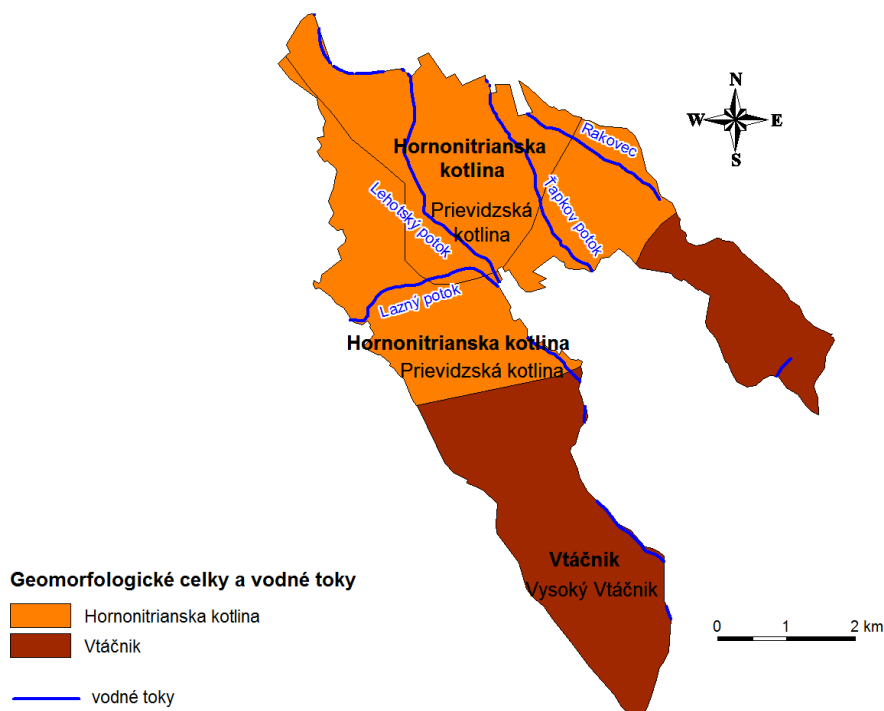 N
W E
S
Rakovec
Hornonitrianska
kotlina
Ťapkov potok
Lehotský potok
Prievidzská
kotlina
Lazný potok
Hornonitrianska kotlina
Prievidzská kotlina
Vtáčnik
Vysoký Vtáčnik
Geomorfologické celky a vodné toky
Hornonitrianska kotlina
Vtáčnik
vodné toky
0 1 2 km